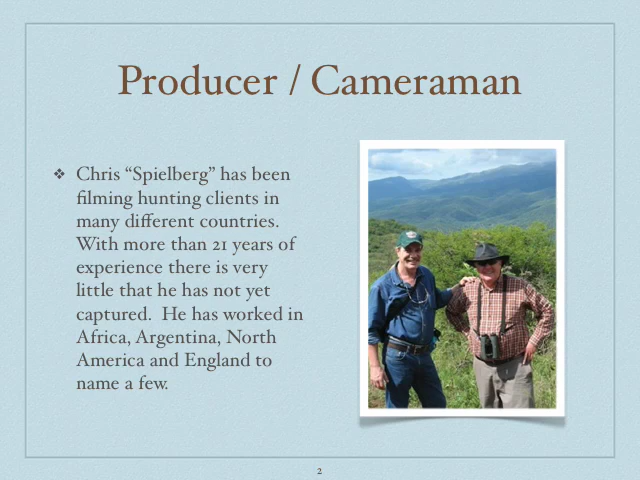 Producer / Cameraman
❖ Chris “Spielberg” has been
filming hunting clients in
many different countries.
With more than 21 years of
experience there is very
little that he has not yet
captured.  He has worked in
Africa, Argentina, North
America and England to
name a few.
2